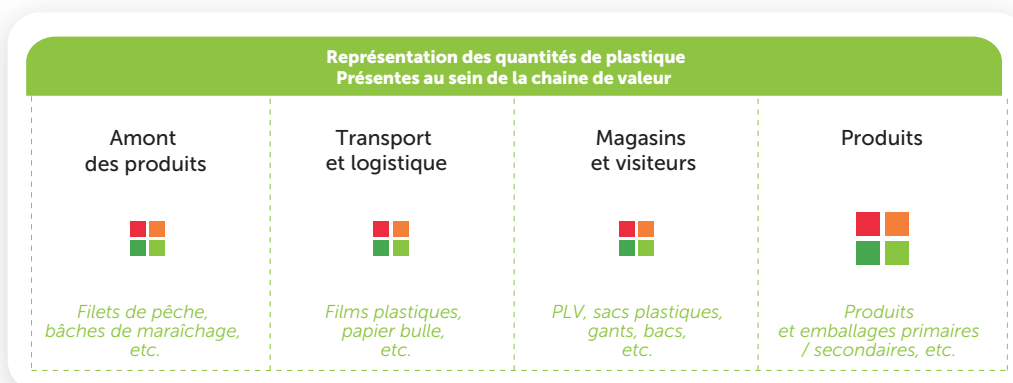 Représentation des quantités de plastique
Présentes au sein de la chaine de valeur
Amont
des produits
Transport
et logistique
Magasins
et visiteurs
Produits
Filets de pêche,
bâches de maraîchage,
etc.
Films plastiques,
papier bulle,
etc.
PLV, sacs plastiques,
gants, bacs,
etc.
Produits
et emballages primaires
/ secondaires, etc.